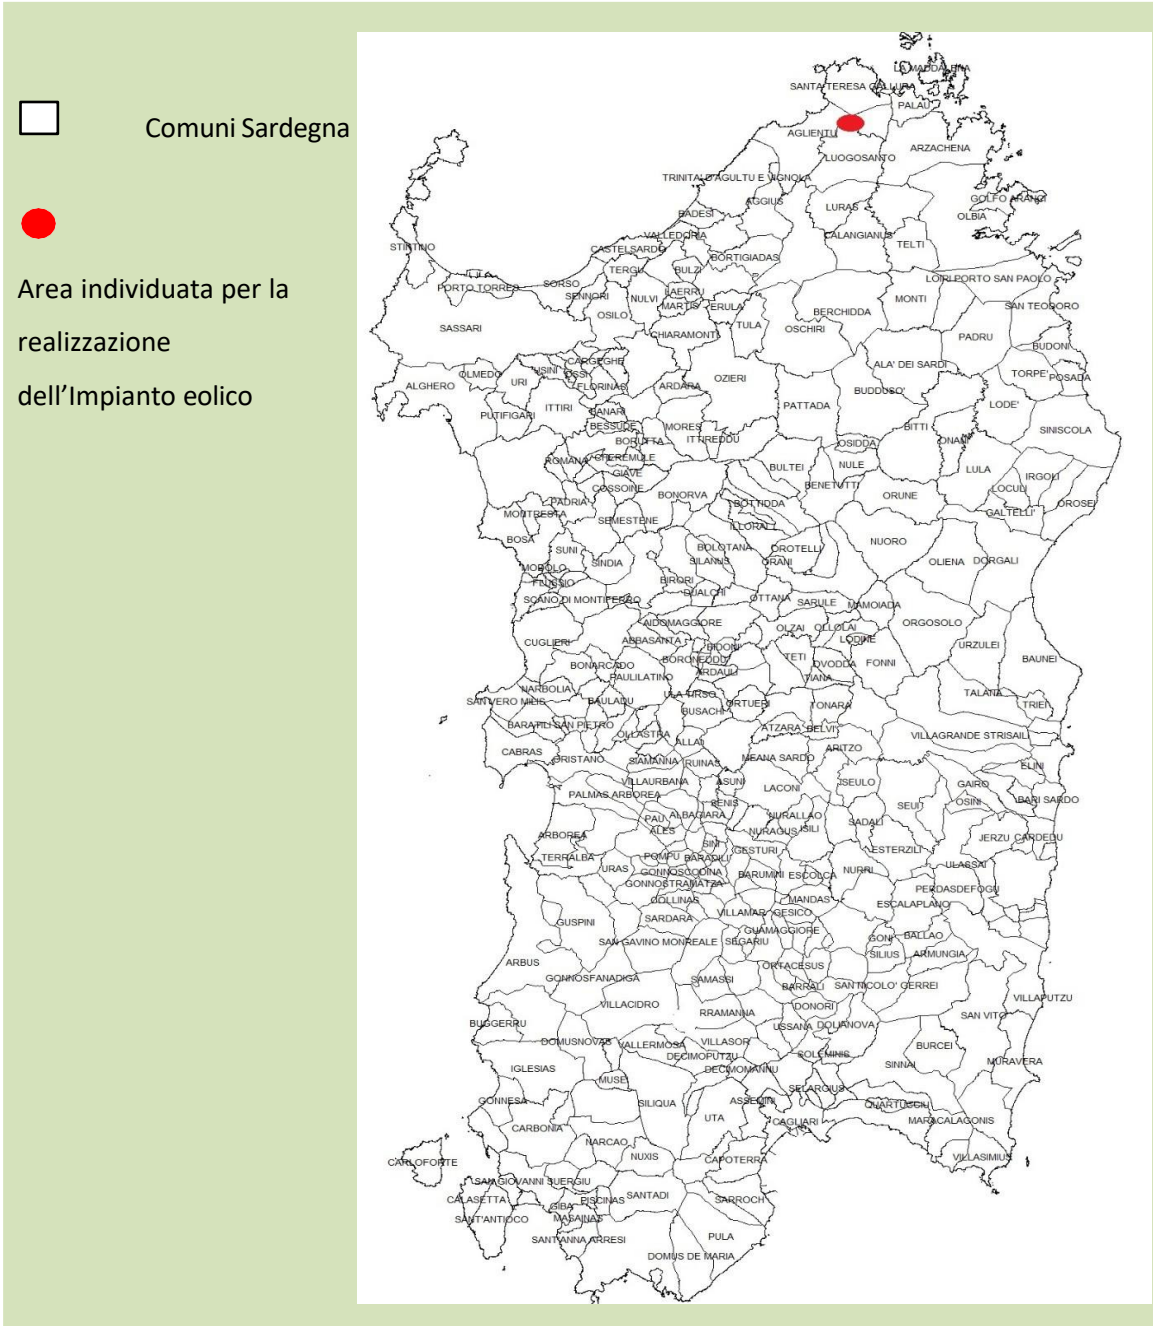 Comuni Sardegna
Area individuata per la
realizzazione
dell’Impianto eolico
LA MADDALENA
SANTA TERESA GALLURA
PALAU
AGLIENTU
ARZACHENA
LUOGOSANTO
TRINITA' D'AGULTU E VIGNOLA
AGGIUS
LURAS
GOLFO ARANCI
BADESI
OLBIA
VALLEDORIA
CALANGIANUS
STINTINO
CASTELSARDO
TELTI
BORTIGIADAS
TERGU
BULZI
LOIRI PORTO SAN PAOLO
PORTO TORRES
SORSO
SENNORI
NULVI
LAERRU
MARTIS
ERULA
MONTI
SAN TEODORO
OSILO
BERCHIDDA
SASSARI
CHIARAMONTI
TULA
OSCHIRI
PADRU
BUDONI
CARGEGHE
ALA' DEI SARDI
OLMEDO
USINI
OSSI
TORPE'
POSADA
ALGHERO
URI
FLORINAS
ARDARA
OZIERI
BUDDUSO'
PUTIFIGARI
ITTIRI
BANARI
PATTADA
LODE'
BESSUDE
MORES
BITTI
SINISCOLA
BORUTTA
ITTIREDDU
OSIDDA
ONANI
ROMANA
CHEREMULE
GIAVE
BULTEI
NULE
LULA
IRGOLI
COSSOINE
BONORVA
BENETUTTI
ORUNE
LOCULI
PADRIA
BOTTIDDA
OROSEI
MONTRESTA
SEMESTENE
ILLORAI
GALTELLI'
BOSA
NUORO
SUNI
BOLOTANA
OROTELLI
SINDIA
SILANUS
ORANI
OLIENA
DORGALI
MODOLO
FLUSSIO
BIRORI
DUALCHI
SCANO DI MONTIFERRO
OTTANA
SARULE
MAMOIADA
AIDOMAGGIORE
OLZAI
OLLOLAI
ORGOSOLO
CUGLIERI
ABBASANTA
BIDONI'
LODINE
URZULEI
BONARCADO
BORONEDDU
TETI
OVODDA
FONNI
BAUNEI
PAULILATINO
ARDAULI
TIANA
NARBOLIA
ULA TIRSO
TALANA
SAN VERO MILIS
BAULADU
BUSACHI
ORTUERI
TONARA
TRIEI
BARATILI SAN PIETRO
ATZARA
BELVI'
OLLASTRA
ALLAI
VILLAGRANDE STRISAILI
CABRAS
ORISTANO
SIAMANNA
RUINAS
MEANA SARDO
ARITZO
ELINI
VILLAURBANA
ASUNI
LACONI
SEULO
GAIRO
PALMAS ARBOREA
SENIS
SEUI
OSINI
BARI SARDO
PAU
ALBAGIARA
NURALLAO
SADALI
ARBOREA
ALES
NURAGUS
ISILI
JERZU
CARDEDU
SINI
GESTURI
ESTERZILI
TERRALBA
POMPU
BARADILI
ULASSAI
URAS
GONNOSCODINA
BARUMINI
ESCOLCA
NURRI
GONNOSTRAMATZA
PERDASDEFOGU
COLLINAS
MANDAS
ESCALAPLANO
GUSPINI
SARDARA
VILLAMAR
GESICO
GUAMAGGIORE
SAN GAVINO MONREALE
SEGARIU
GONI
BALLAO
SILIUS
ARMUNGIA
ARBUS
ORTACESUS
GONNOSFANADIGA
SAMASSI
BARRALI
SAN NICOLO' GERREI
VILLACIDRO
DONORI
VILLAPUTZU
RRAMANNA
SAN VITO
BUGGERRU
USSANA
DOLIANOVA
DOMUSNOVAS
VALLERMOSA
VILLASOR
BURCEI
DECIMOPUTZU
SOLEMINIS
IGLESIAS
DECIMOMANNU
SINNAI
MURAVERA
MUSEI
SELARGIUS
GONNESA
SILIQUA
ASSEMINI
QUARTUCCIU
UTA
CAGLIARI
MARACALAGONIS
CARBONIA
NARCAO
NUXIS
CAPOTERRA
VILLASIMIUS
CARLOFORTE
SAN GIOVANNI SUERGIU
CALASETTA
PISCINAS
SANTADI
SARROCH
GIBA
SANT'ANTIOCO
MASAINAS
SANT'ANNA ARRESI
PULA
DOMUS DE MARIA